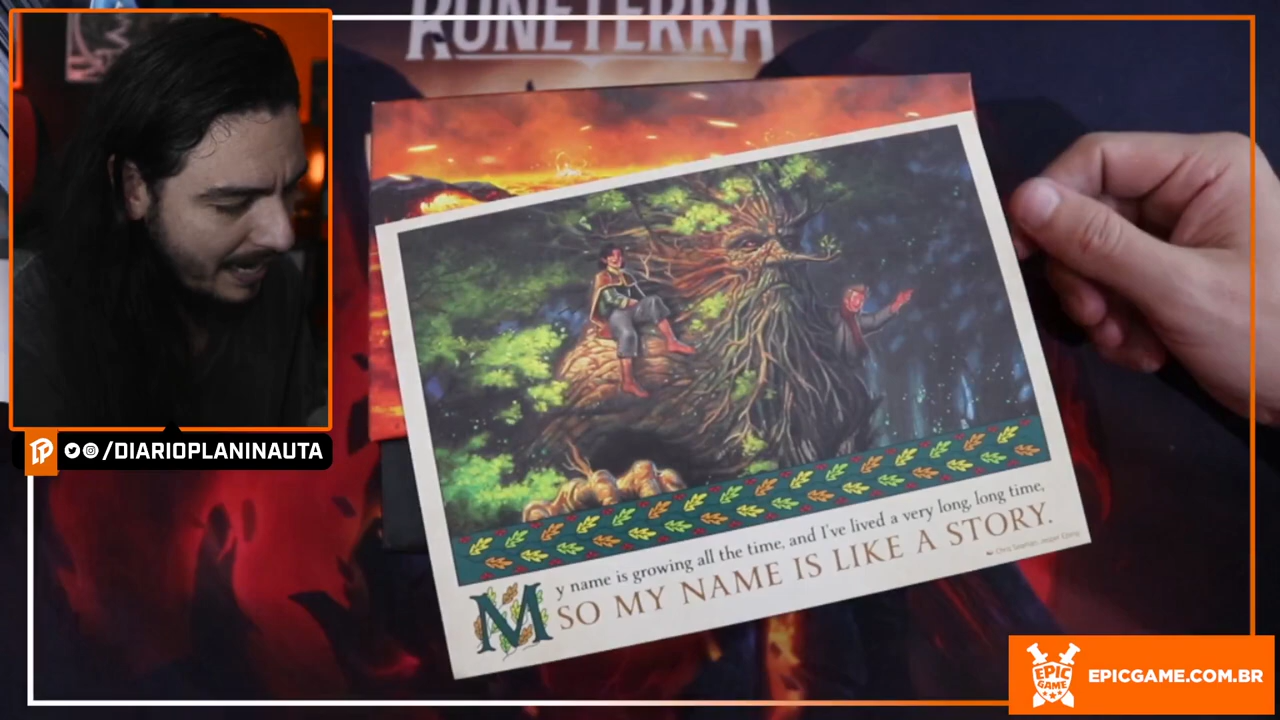 RUNETERRA
/DIARIOPLANINAUTA
My name is growing all the time, and I've lived a very long, long time,
SO MY NAME IS LIKE A STORY.
EPIC
GAME
EPICGAME.COM.BR